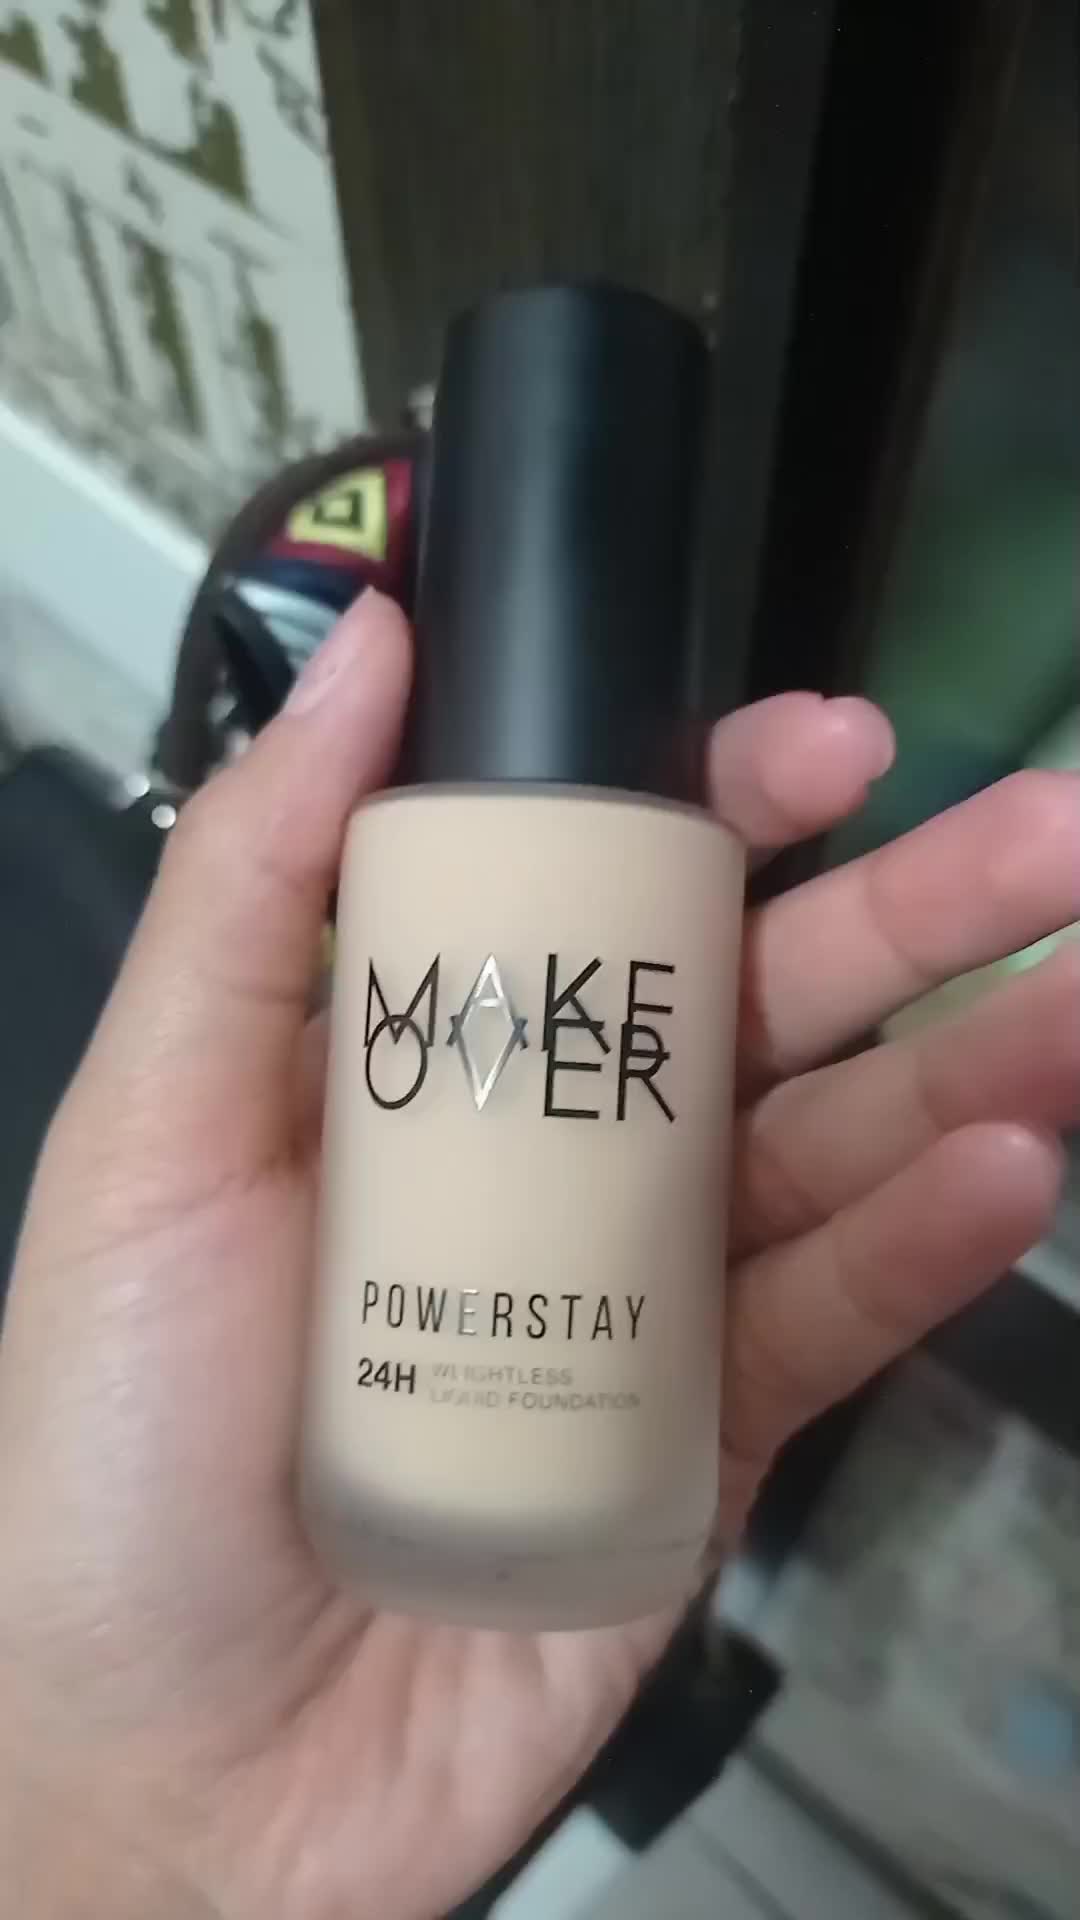 MAKE
OVER
POWERSTAY
24H WEIGHTLESS
LIQUID FOUNDATION